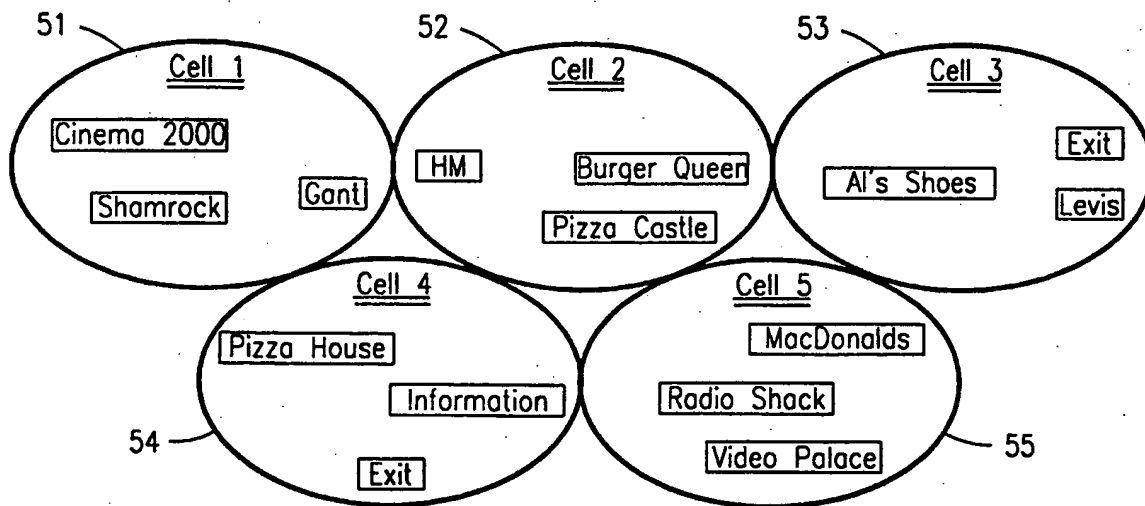 51
52
53
Cell 1
Cell 2
Cell 3
Cinema 2000
Shamrock
Gant
HM
Burger Queen
Pizza Castle
Al's Shoes
Exit
Levis
Cell 4
Cell 5
Pizza House
Information
Exit
MacDonalds
Radio Shack
Video Palace
54
55